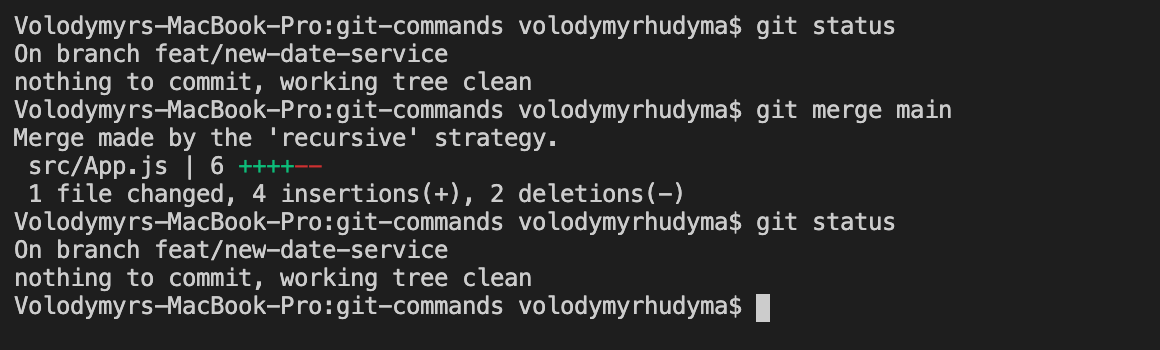 Volodymyrs-MacBook-Pro:git-commands volodymyrhudyma$ git status
On branch feat/new-date-service
nothing to commit, working tree clean
Volodymyrs-MacBook-Pro:git-commands volodymyrhudyma$ git merge main
Merge made by the 'recursive' strategy.
 src/App.js | 6 ++++--
 1 file changed, 4 insertions(+), 2 deletions(-)
Volodymyrs-MacBook-Pro:git-commands volodymyrhudyma$ git status
On branch feat/new-date-service
nothing to commit, working tree clean
Volodymyrs-MacBook-Pro:git-commands volodymyrhudyma$